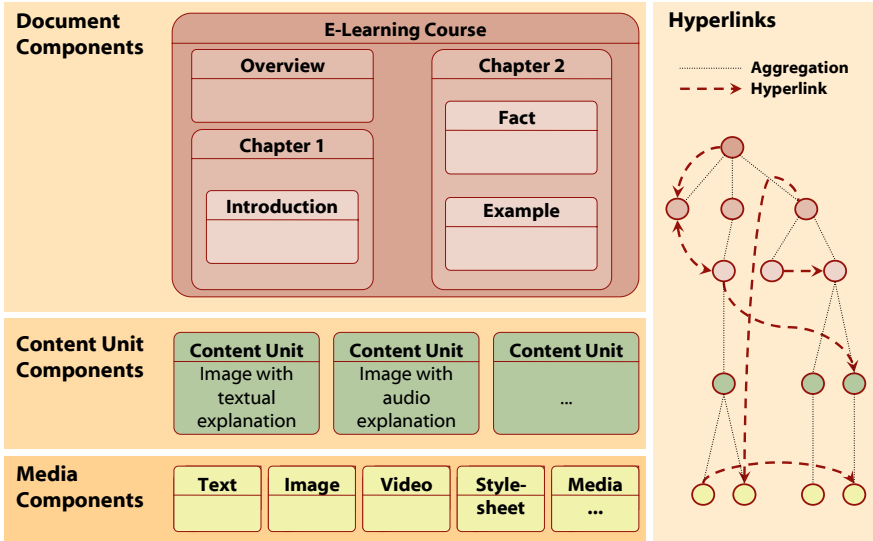 Document
Components
E-Learning Course
Overview
Chapter 1
Introduction
Chapter 2
Fact
Example
Content Unit
Components
Content Unit
Image with
textual
explanation
Content Unit
Image with
audio
explanation
Content Unit
...
Media
Components
Text
Image
Video
Style-
sheet
Media
...
Hyperlinks
Aggregation
Hyperlink